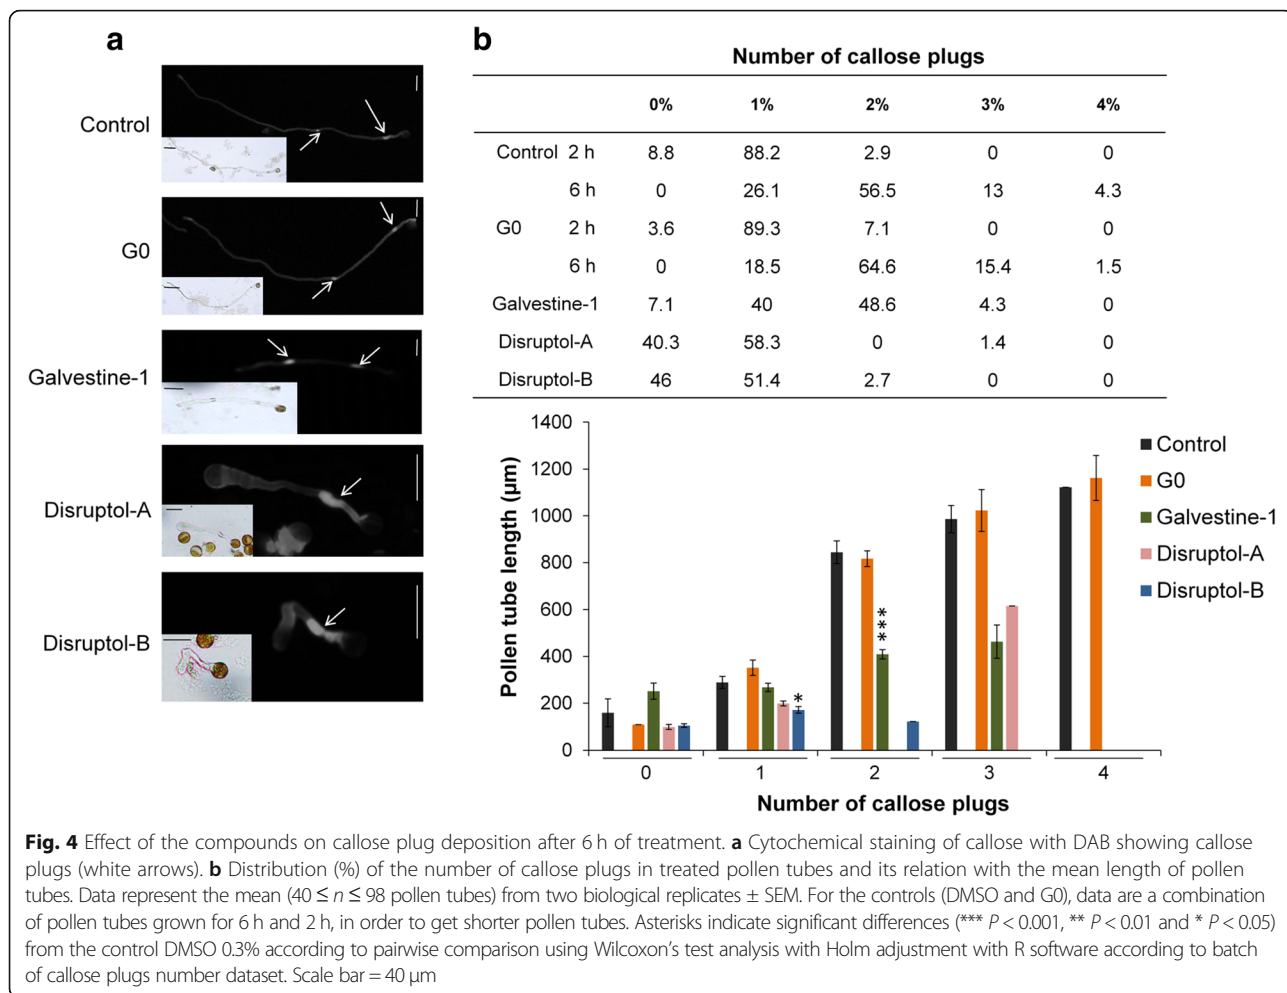 a
Control
G0
Galvestine-1
Disruptol-A
Disruptol-B
b
Number of callose plugs
0% 1% 2% 3% 4%
Control 2 h 8.8 88.2 2.9 0 0
6 h 0 26.1 56.5 13 4.3
G0 2 h 3.6 89.3 7.1 0 0
6 h 0 18.5 64.6 15.4 1.5
Galvestine-1 7.1 40 48.6 4.3 0
Disruptol-A 40.3 58.3 0 1.4 0
Disruptol-B 46 51.4 2.7 0 0
Pollen tube length (µm)
1400
1200
1000
800
600
400
200
0
***
*
Control
G0
Galvestine-1
Disruptol-A
Disruptol-B
0 1 2 3 4
Number of callose plugs
Fig. 4 Effect of the compounds on callose plug deposition after 6 h of treatment. a Cytochemical staining of callose with DAB showing callose
plugs (white arrows). b Distribution (%) of the number of callose plugs in treated pollen tubes and its relation with the mean length of pollen
tubes. Data represent the mean (40 ≤ n ≤ 98 pollen tubes) from two biological replicates ± SEM. For the controls (DMSO and G0), data are a combination
of pollen tubes grown for 6 h and 2 h, in order to get shorter pollen tubes. Asterisks indicate significant differences (*** P < 0.001, ** P < 0.01 and * P < 0.05)
from the control DMSO 0.3% according to pairwise comparison using Wilcoxon's test analysis with Holm adjustment with R software according to batch
of callose plugs number dataset. Scale bar = 40 µm